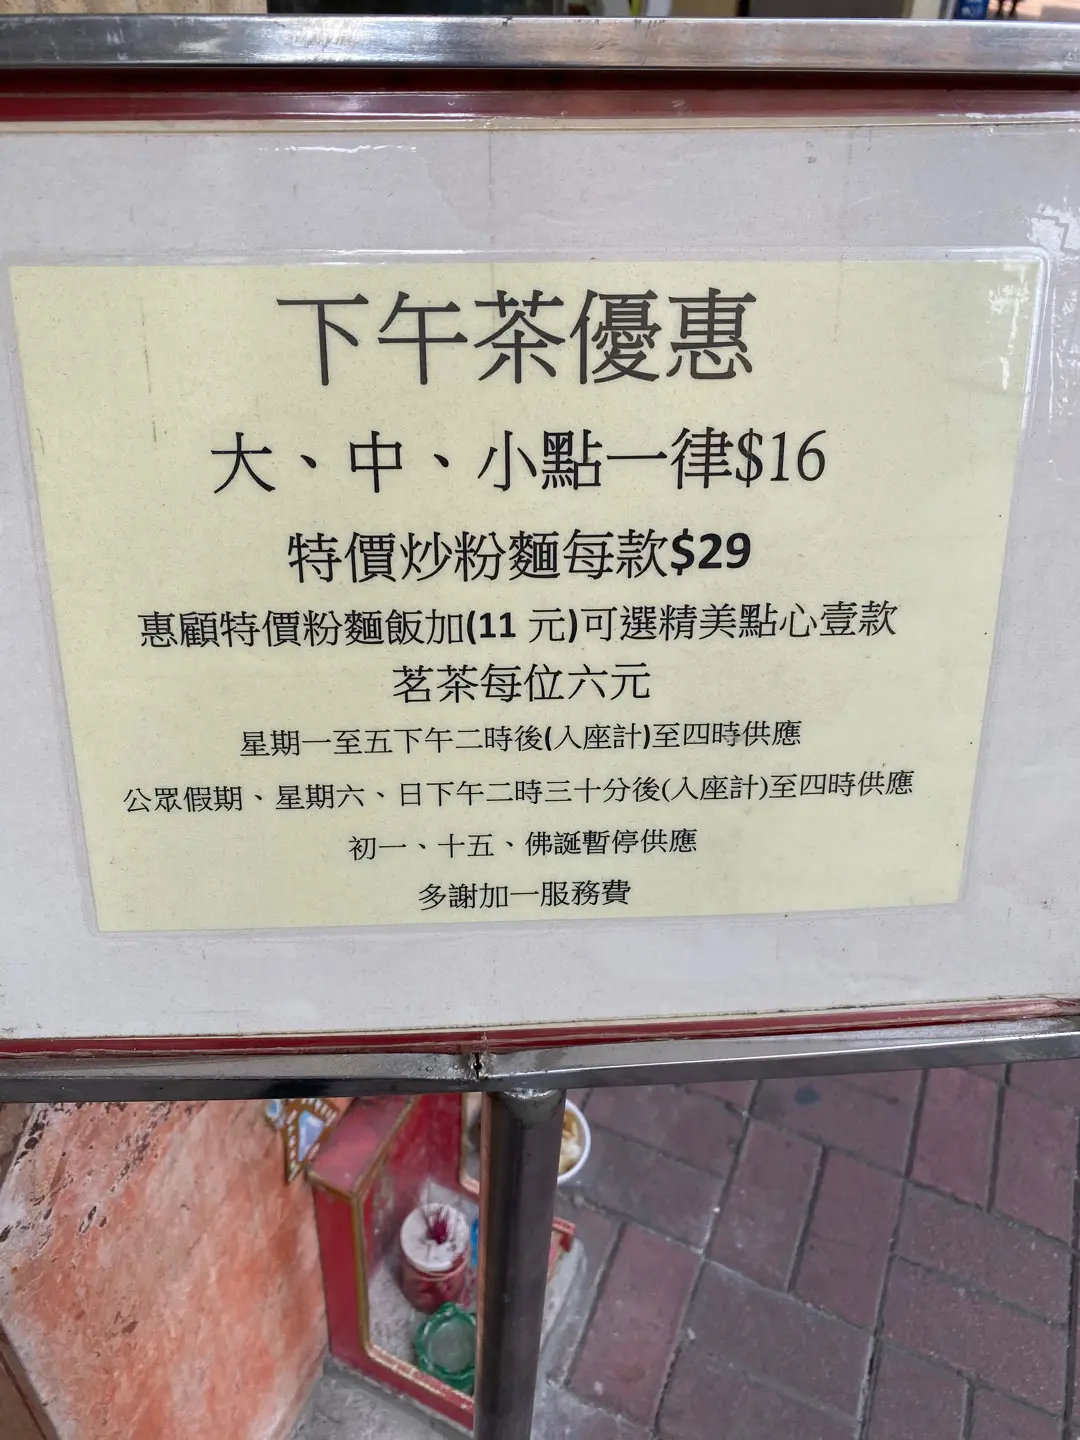 下午茶優惠
大、中、小點一律$16
特價炒粉麵每款$29
惠顧特價粉麵飯加(11 元)可選精美點心壹款
茗茶每位六元
星期一至五下午二時後(入座計)至四時供應
公眾假期、星期六、日下午二時三十分後(入座計)至四時供應
初一、十五、佛誕暫停供應
多謝加一服務費